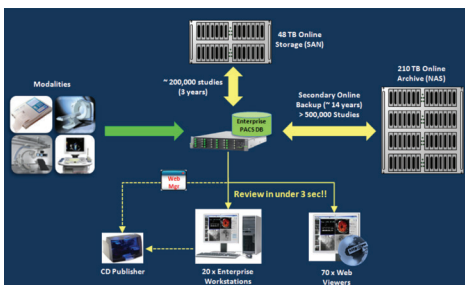 48 TB Online
Storage (SAN)
210 TB Online
Archive (NAS)
Modalities
~ 200,000 studies
(3 years)
Secondary Online
Backup (~ 14 years)
> 500,000 Studies
Enterprise
PACS DB
Web
Mgr
Review in under 3 sec!!
CD Publisher
20 x Enterprise
Workstations
70 x Web
Viewers